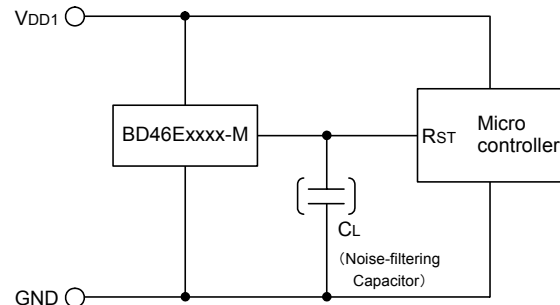 VDD1
BD46Exxxx-M
RST
Micro
controller
CL
（Noise-filtering
Capacitor）
GND